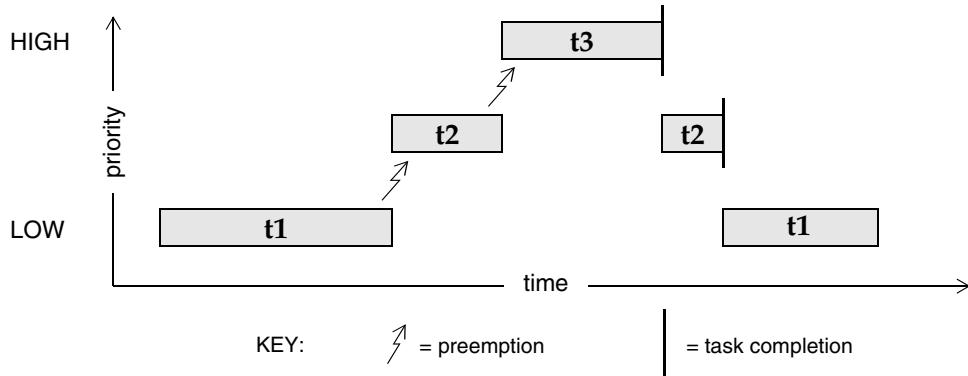 HIGH
t3
priority
t2
t2
LOW
t1
t1
time
KEY:
= preemption
= task completion